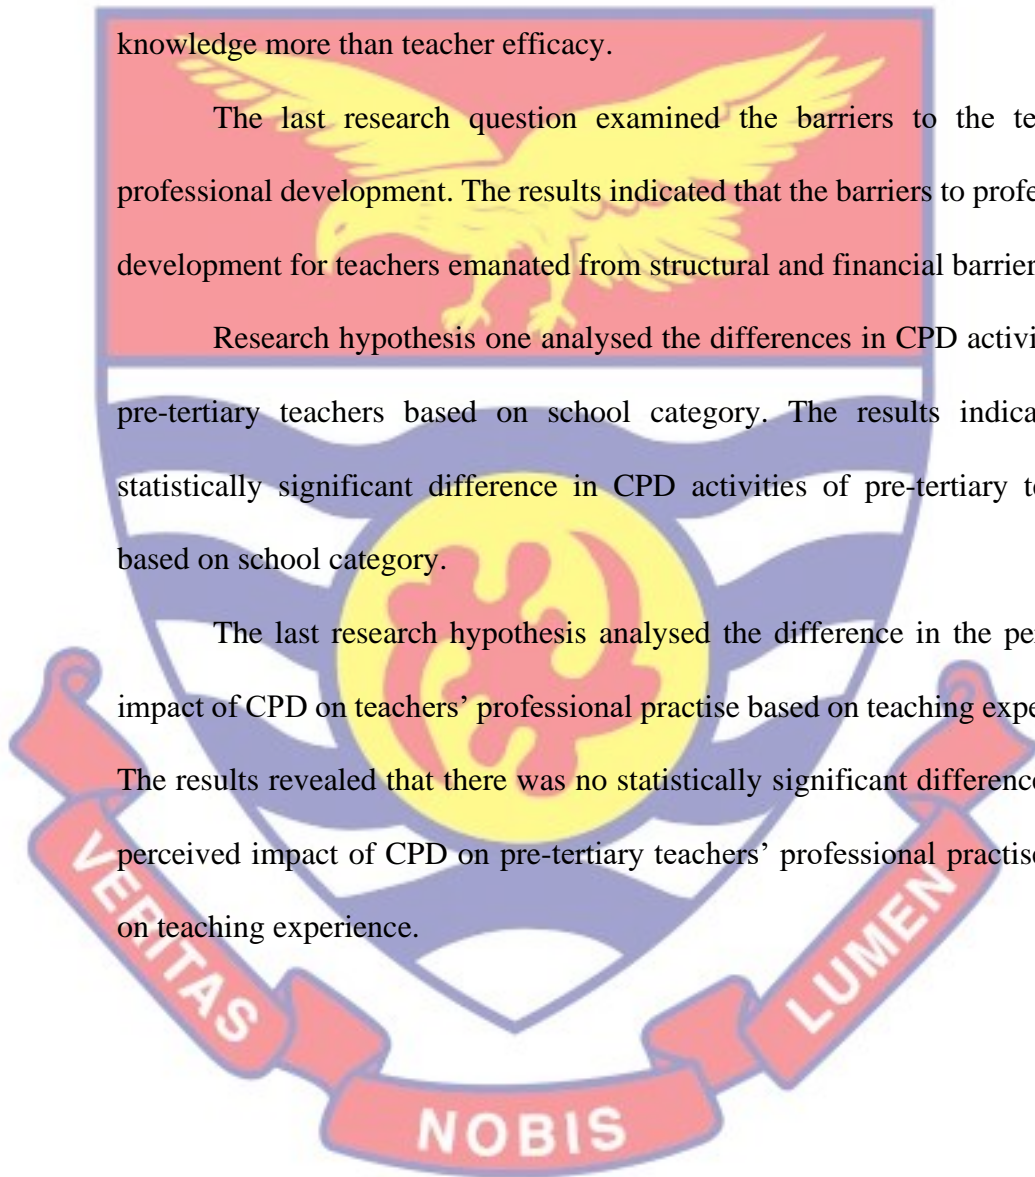 knowledge more than teacher efficacy.
The last research question examined the barriers to the te
professional development. The results indicated that the barriers to profe
development for teachers emanated from structural and financial barrier
Research hypothesis one analysed the differences in CPD activi
pre-tertiary teachers based on school category. The results indica
statistically significant difference in CPD activities of pre-tertiary te
based on school category.
The last research hypothesis analysed the difference in the pe
impact of CPD on teachers’ professional practise based on teaching expe
The results revealed that there was no statistically significant difference
perceived impact of CPD on pre-tertiary teachers’ professional practise
on teaching experience.
VERITAS
NOBIS
LUMEN